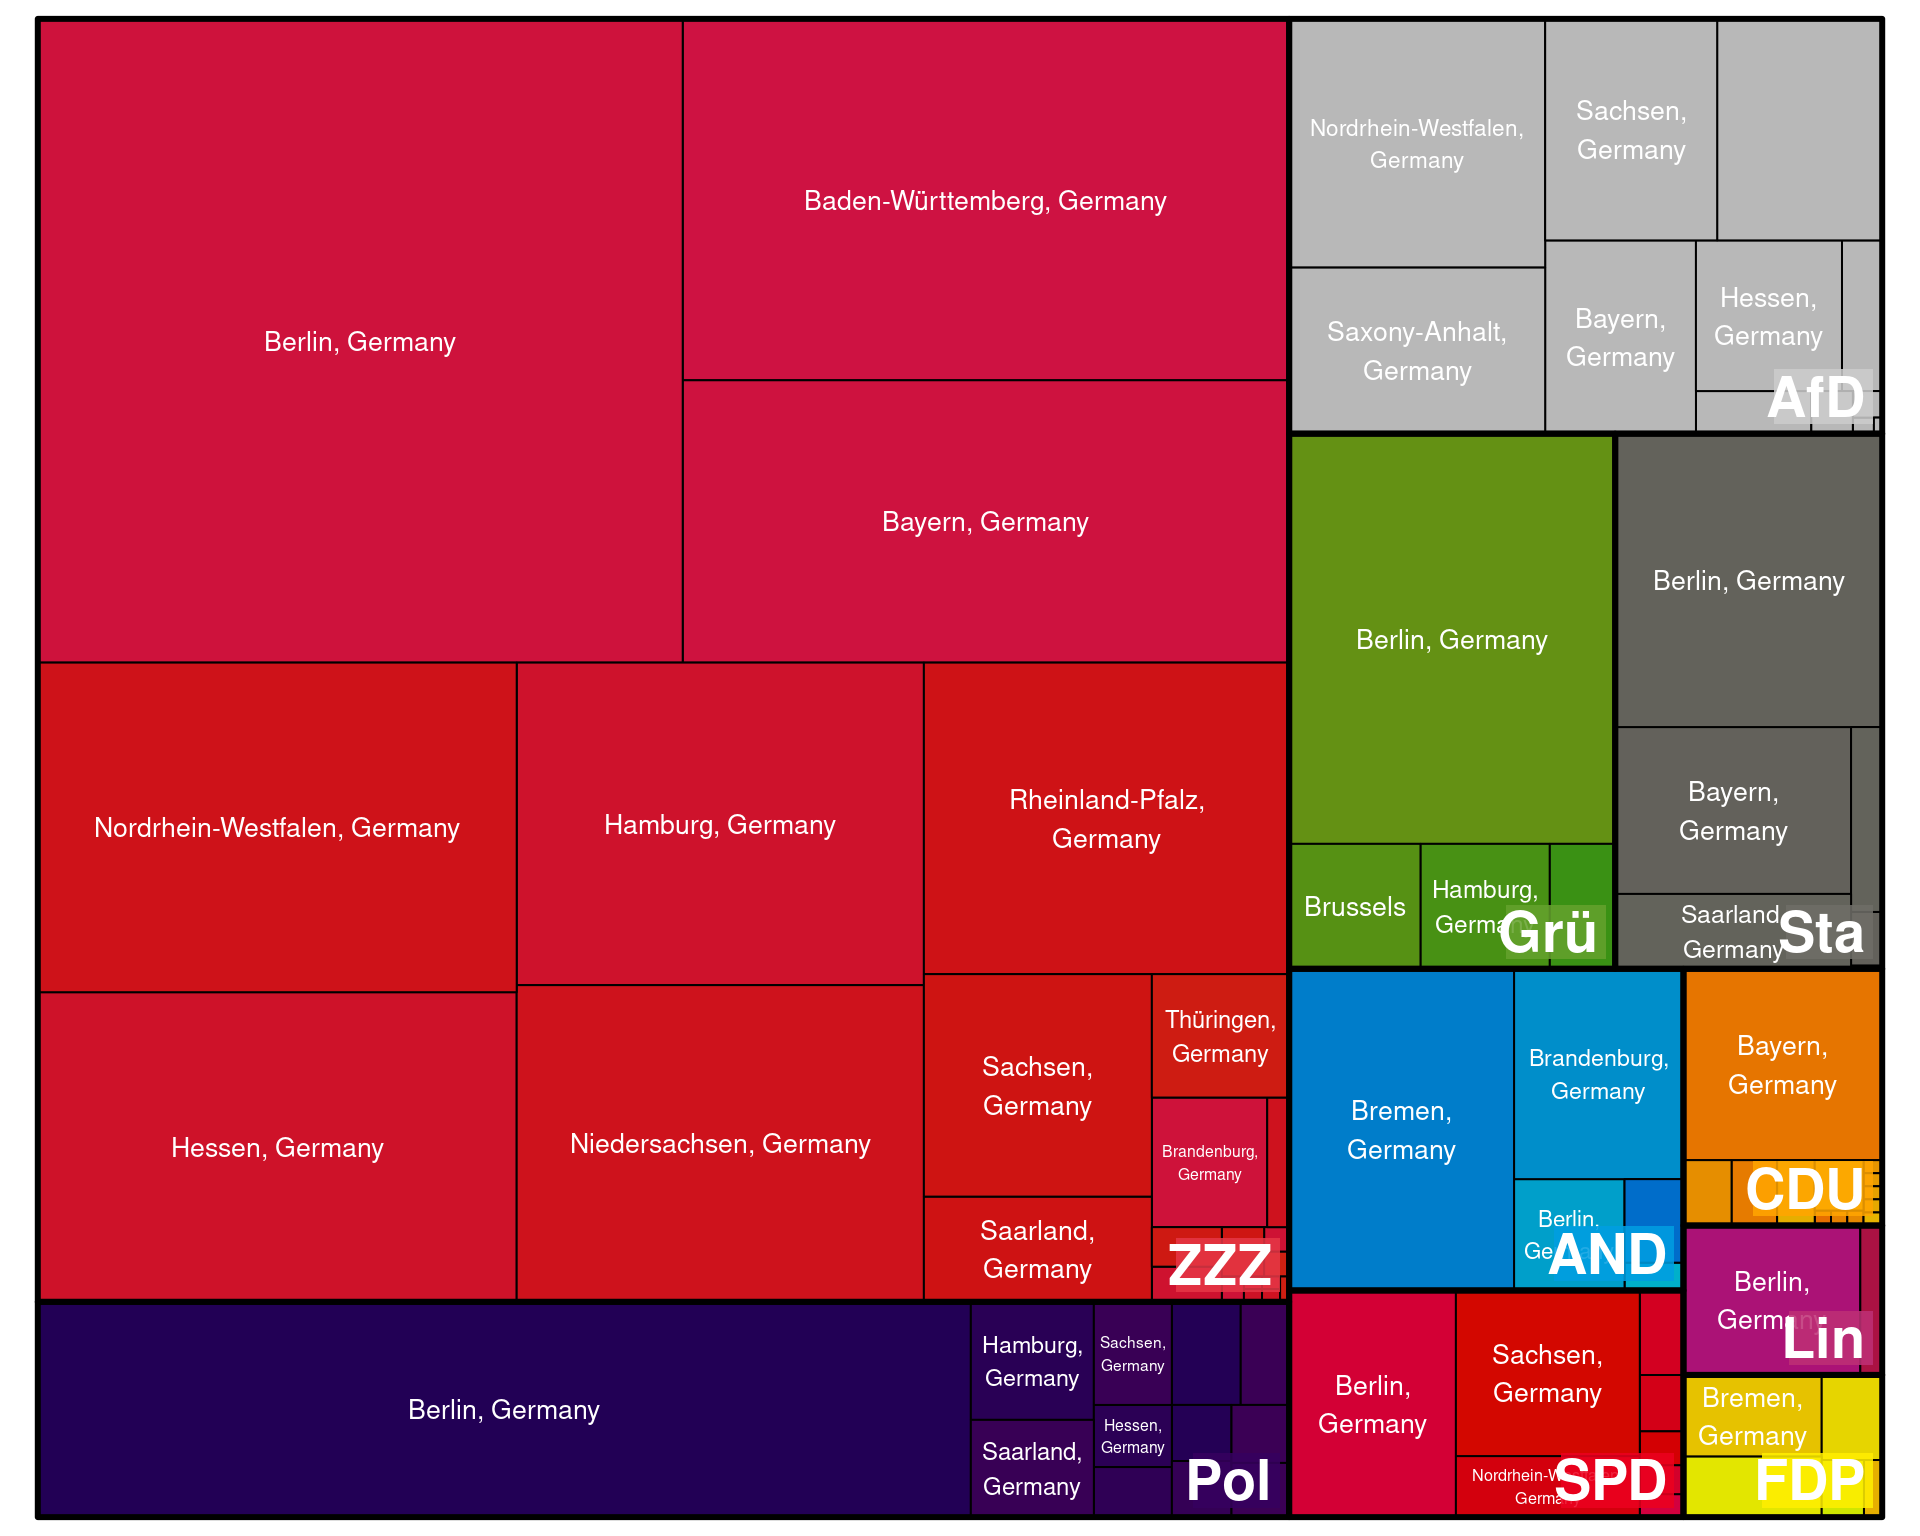 Berlin, Germany
Baden-Württemberg, Germany
Bayern, Germany
Nordrhein-Westfalen, Germany
Hamburg, Germany
Rheinland-Pfalz,
Germany
Hessen, Germany
Niedersachsen, Germany
Sachsen,
Germany
Thüringen,
Germany
Brandenburg,
Germany
Saarland,
Germany
ZZZ
Berlin, Germany
Hamburg,
Germany
Saarland,
Germany
Sachsen,
Germany
Hessen,
Germany
Pol
Nordrhein-Westfalen,
Germany
Sachsen,
Germany
Saxony-Anhalt,
Germany
Bayern,
Germany
Hessen,
Germany
AfD
Berlin, Germany
Brussels
Hamburg,
Germany
Grü
Berlin, Germany
Bayern,
Germany
Saarland,
Germany
Sta
Bremen,
Germany
Brandenburg,
Germany
Berlin,
AND
Bayern,
Germany
CDU
Berlin,
Germany
Lin
Berlin,
Germany
Sachsen,
Germany
Germany
SPD
Bremen,
Germany
FDP